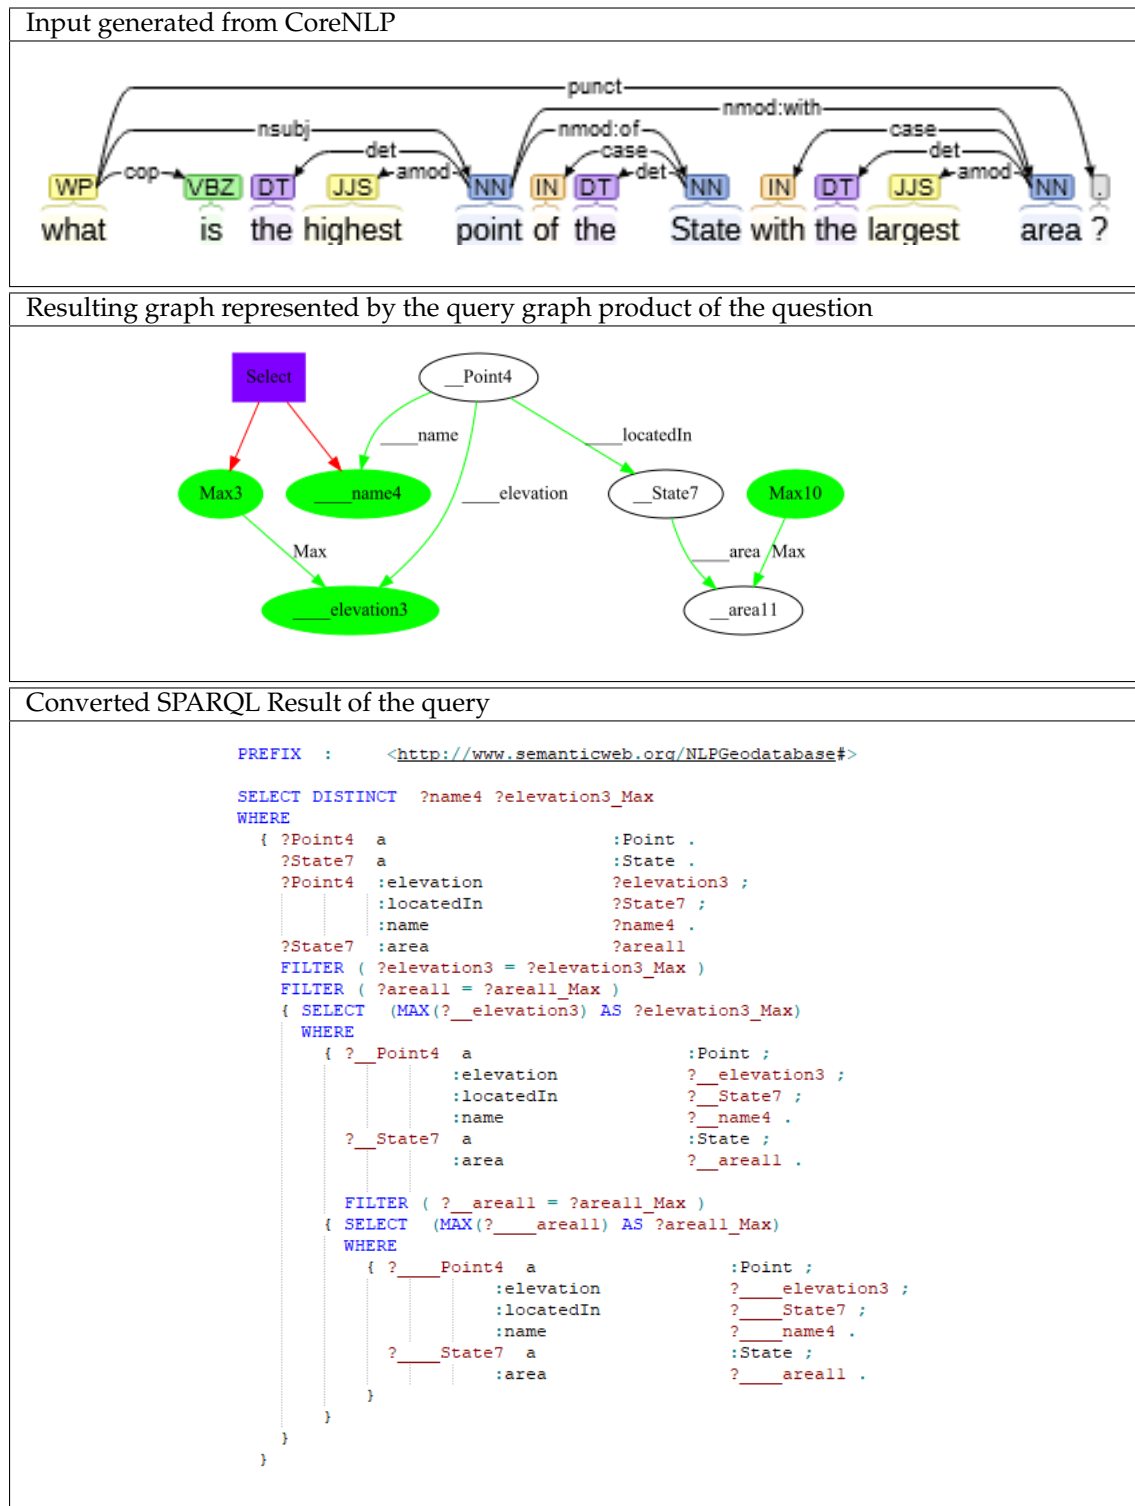 Input generated from CoreNLP
punct
nmod:with
nsubj nmod:of case
det case det
cop amod det amod
WP VBZ DT JJS NN IN DT NN IN DT JJS NN .
what is the highest point of the State with the largest area ?
Resulting graph represented by the query graph product of the question
Select __Point4
____name ____locatedIn
Max3 ____name4 ____elevation __State7 Max10
Max ____area Max
____elevation3 __area11
Converted SPARQL Result of the query
PREFIX : <http://www.semanticweb.org/NLPGeodatabase#>
SELECT DISTINCT ?name4 ?elevation3_Max
WHERE
{ ?Point4 a :Point .
?State7 a :State .
?Point4 :elevation ?elevation3 ;
:locatedIn ?State7 ;
:name ?name4 .
?State7 :area ?area11
FILTER ( ?elevation3 = ?elevation3_Max )
FILTER ( ?area11 = ?area11_Max )
{ SELECT (MAX(?__elevation3) AS ?elevation3_Max)
WHERE
{ ?__Point4 a :Point ;
:elevation ?__elevation3 ;
:locatedIn ?__State7 ;
:name ?__name4 .
?__State7 a :State ;
:area ?__area11 .
FILTER ( ?__area11 = ?area11_Max )
{ SELECT (MAX(?____area11) AS ?area11_Max)
WHERE
{ ?____Point4 a :Point ;
:elevation ?____elevation3 ;
:locatedIn ?____State7 ;
:name ?____name4 .
?____State7 a :State ;
:area ?____area11 .
}
}
}
}